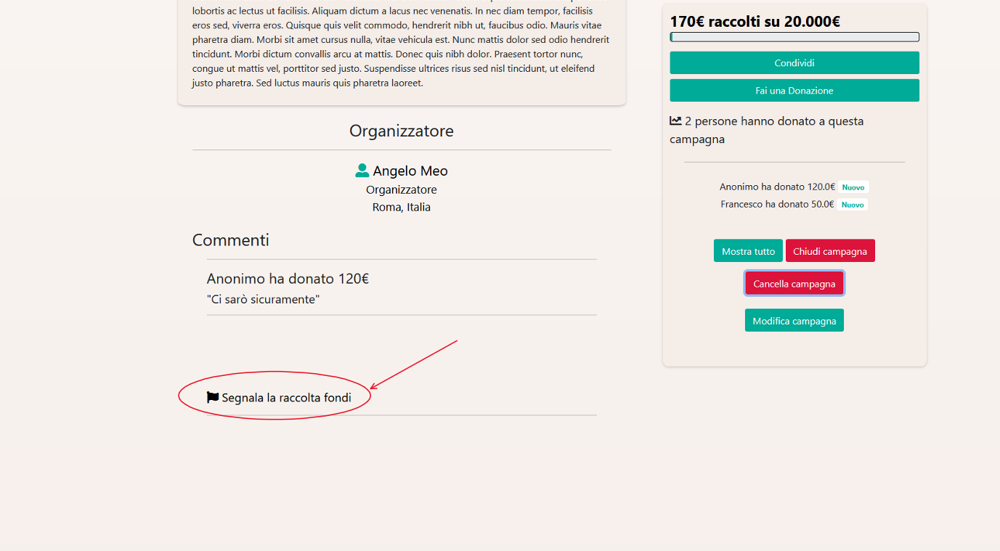 lobortis ac lectus ut facilisis. Aliquam dictum a lacus nec venenatis. In nec diam tempor, facilisis
eros sed, viverra eros. Quisque quis velit commodo, hendrerit nibh ut, faucibus odio. Mauris vitae
pharetra diam. Morbi sit amet cursus nulla, vitae vehicula est. Nunc mattis dolor sed odio hendrerit
tincidunt. Morbi dictum convallis arcu at mattis. Donec quis nibh dolor. Praesent tortor nunc,
congue ut mattis vel, porttitor sed justo. Suspendisse ultrices risus sed nisl tincidunt, ut eleifend
justo pharetra. Sed luctus mauris quis pharetra laoreet.
Organizzatore
Angelo Meo
Organizzatore
Roma, Italia
Commenti
Anonimo ha donato 120€
"Ci sarò sicuramente"
Segnala la raccolta fondi
170€ raccolti su 20.000€
Condividi
Fai una Donazione
2 persone hanno donato a questa
campagna
Anonimo ha donato 120.0€ Nuovo
Francesco ha donato 50.0€ Nuovo
Mostra tutto Chiudi campagna
Cancella campagna
Modifica campagna